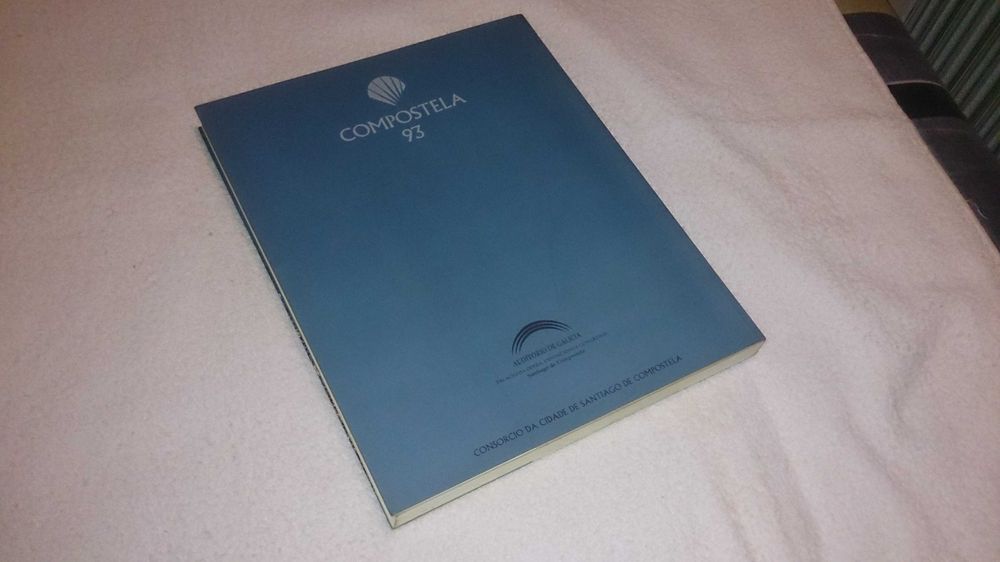 COMPOSTELA
93
AUDITORIO DE GALICIA
Santiago de Compostela
CONSORCIO DA CIDADE DE SANTIAGO DE COMPOSTELA